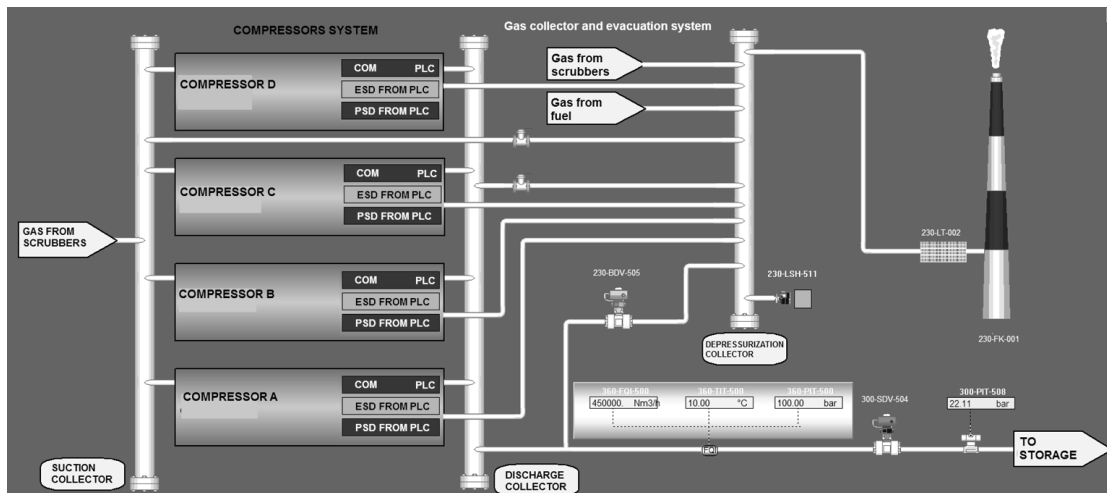 COMPRESSORS SYSTEM
Gas collector and evacuation system
COMPRESSOR D
COM PLC
ESD FROM PLC
PSD FROM PLC
Gas from
scrubbers
Gas from
fuel
COMPRESSOR C
COM PLC
ESD FROM PLC
PSD FROM PLC
GAS FROM
SCRUBBERS
230-LT-002
COMPRESSOR B
COM PLC
ESD FROM PLC
PSD FROM PLC
230-BDV-505
230-LSH-511
DEPRESSURIZATION
COLLECTOR
230-FK-001
COMPRESSOR A
COM PLC
ESD FROM PLC
PSD FROM PLC
360-FQI-500
450000. Nm3/h
360-TIT-500
10.00 °C
360-PIT-500
100.00 bar
300-SDV-504
300-PIT-508
22.11 bar
FQI
TO
STORAGE
SUCTION
COLLECTOR
DISCHARGE
COLLECTOR